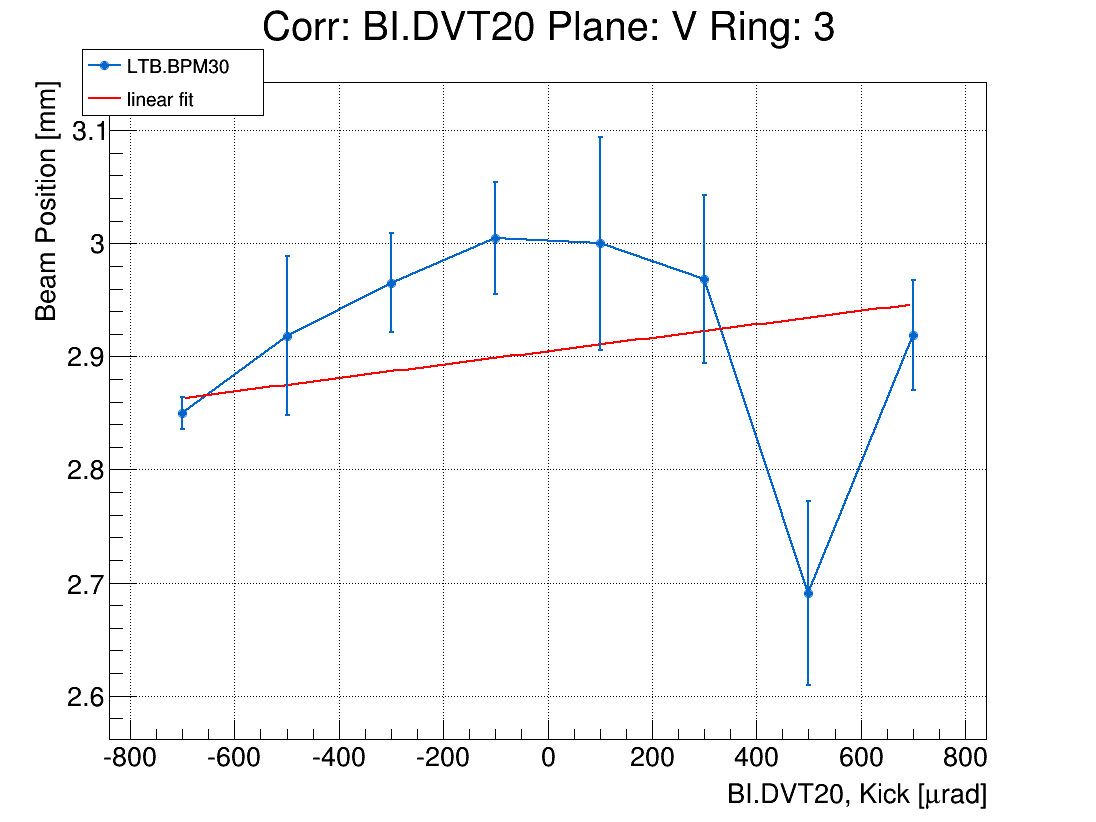 Corr: BI.DVT20 Plane: V Ring: 3
LTB.BPM30
linear fit
Beam Position [mm]
3.1
3
2.9
2.8
2.7
2.6
-800 -600 -400 -200 0 200 400 600 800
BI.DVT20, Kick [μrad]